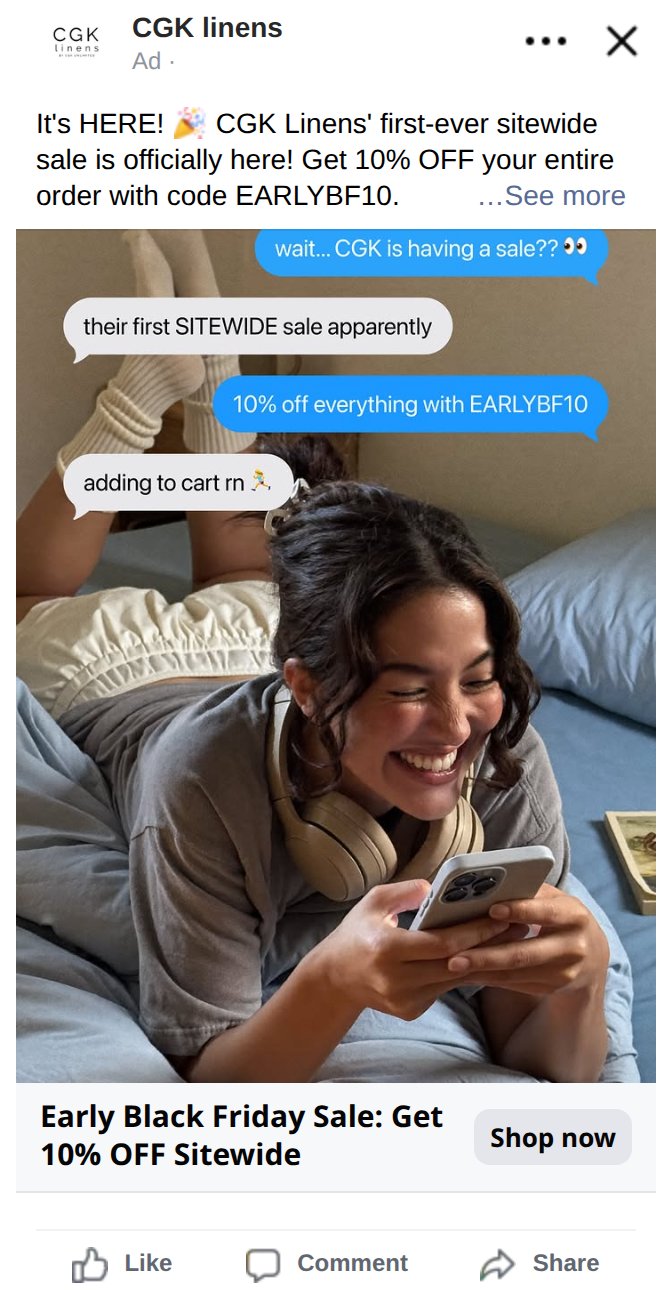 CGK
linens
CGK linens
Ad ·
It's HERE! 🎉 CGK Linens' first-ever sitewide
sale is officially here! Get 10% OFF your entire
order with code EARLYBF10. ...See more
wait... CGK is having a sale?? 👀
their first SITEWIDE sale apparently
10% off everything with EARLYBF10
adding to cart rn 🏃
Early Black Friday Sale: Get
10% OFF Sitewide
Shop now
Like Comment Share